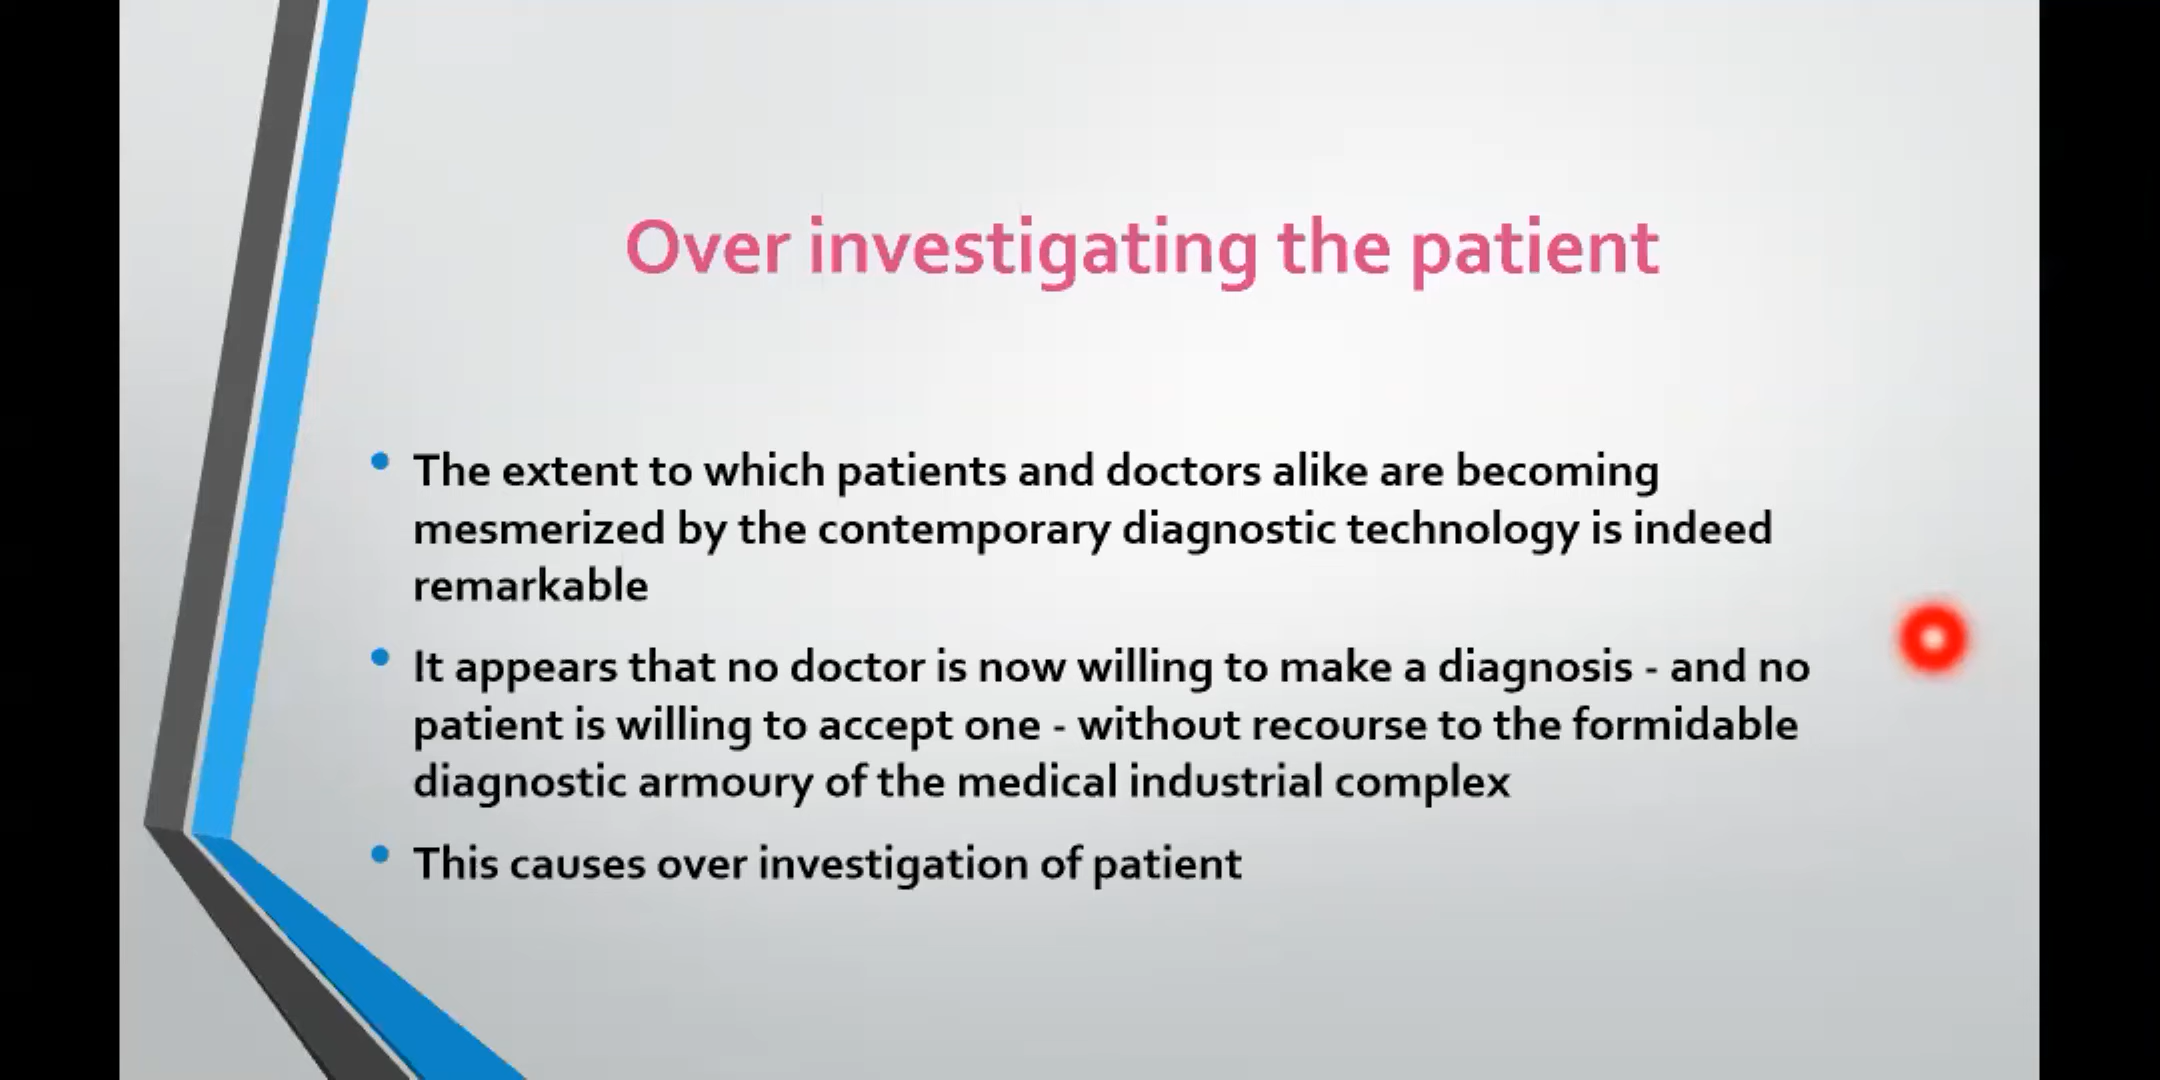 Over investigating the patient
• The extent to which patients and doctors alike are becoming
mesmerized by the contemporary diagnostic technology is indeed
remarkable
• It appears that no doctor is now willing to make a diagnosis - and no
patient is willing to accept one - without recourse to the formidable
diagnostic armoury of the medical industrial complex
• This causes over investigation of patient